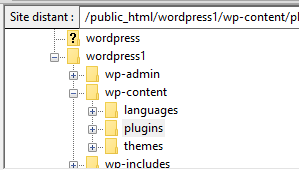 Site distant : /public_html/wordpress1/wp-content/pl
wordpress
wordpress1
wp-admin
wp-content
languages
plugins
themes
wp-includes